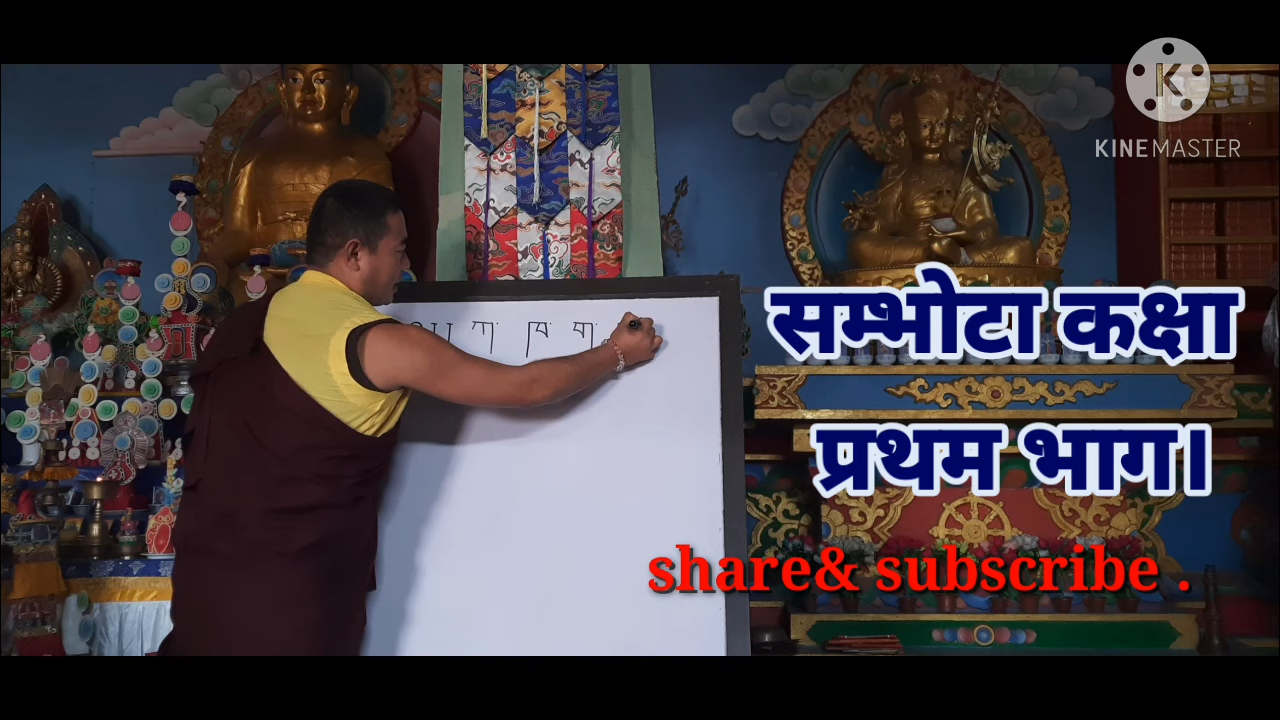 KINEMASTER
ཀ་ ཁ་ ག་
सम्भोटा कक्षा
प्रथम भाग।
share& subscribe .